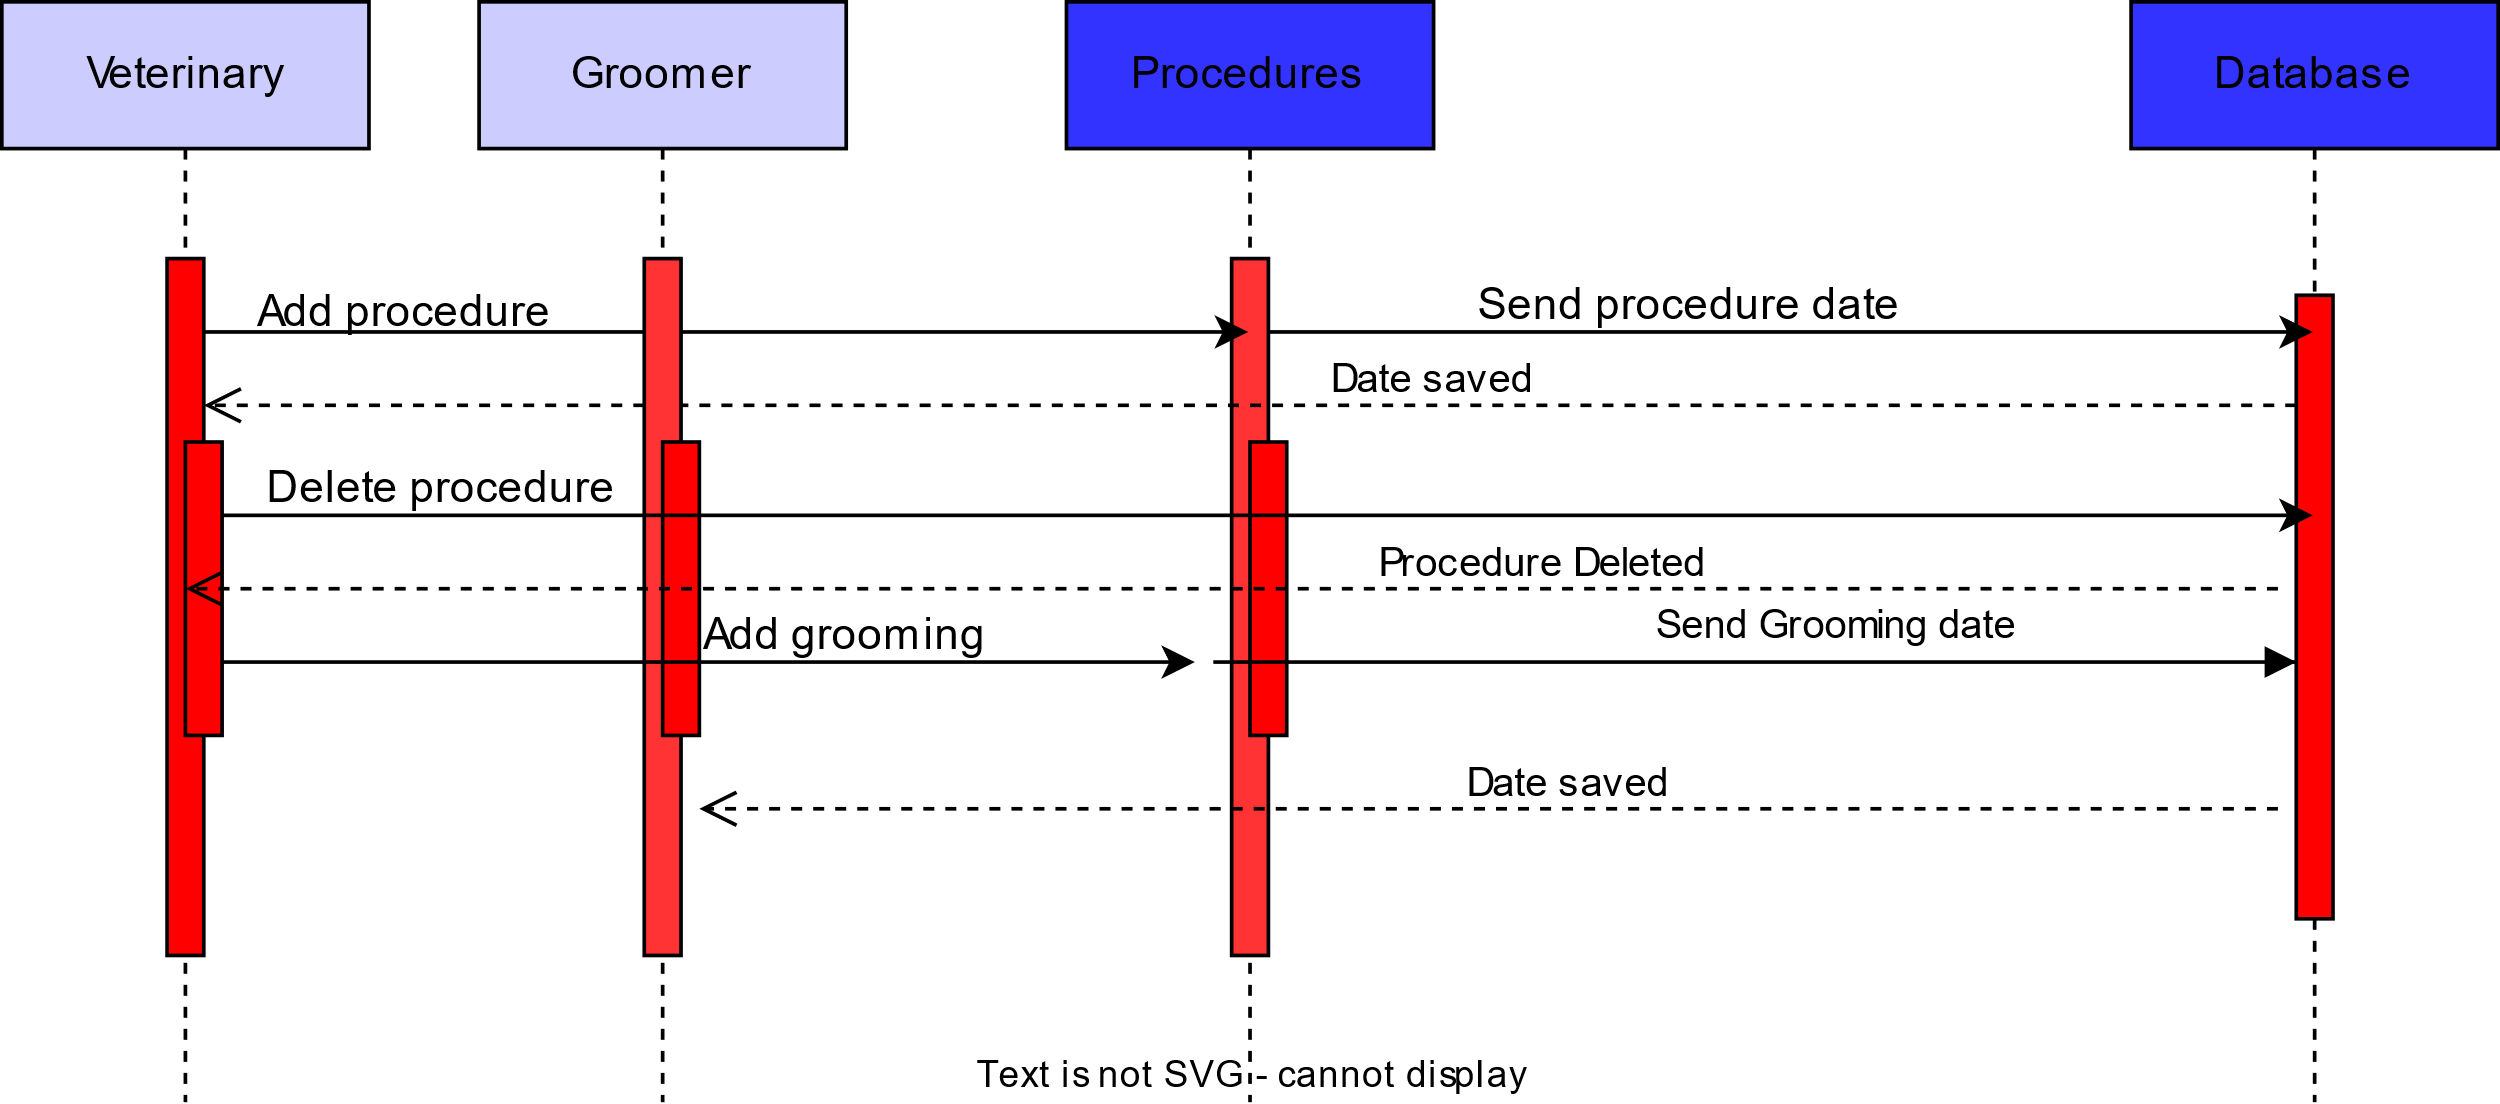 Veterinary
Groomer
Procedures
Database
Add procedure
Send procedure date
Date saved
Delete procedure
Procedure Deleted
Add grooming
Send Grooming date
Date saved
Text is not SVG - cannot display